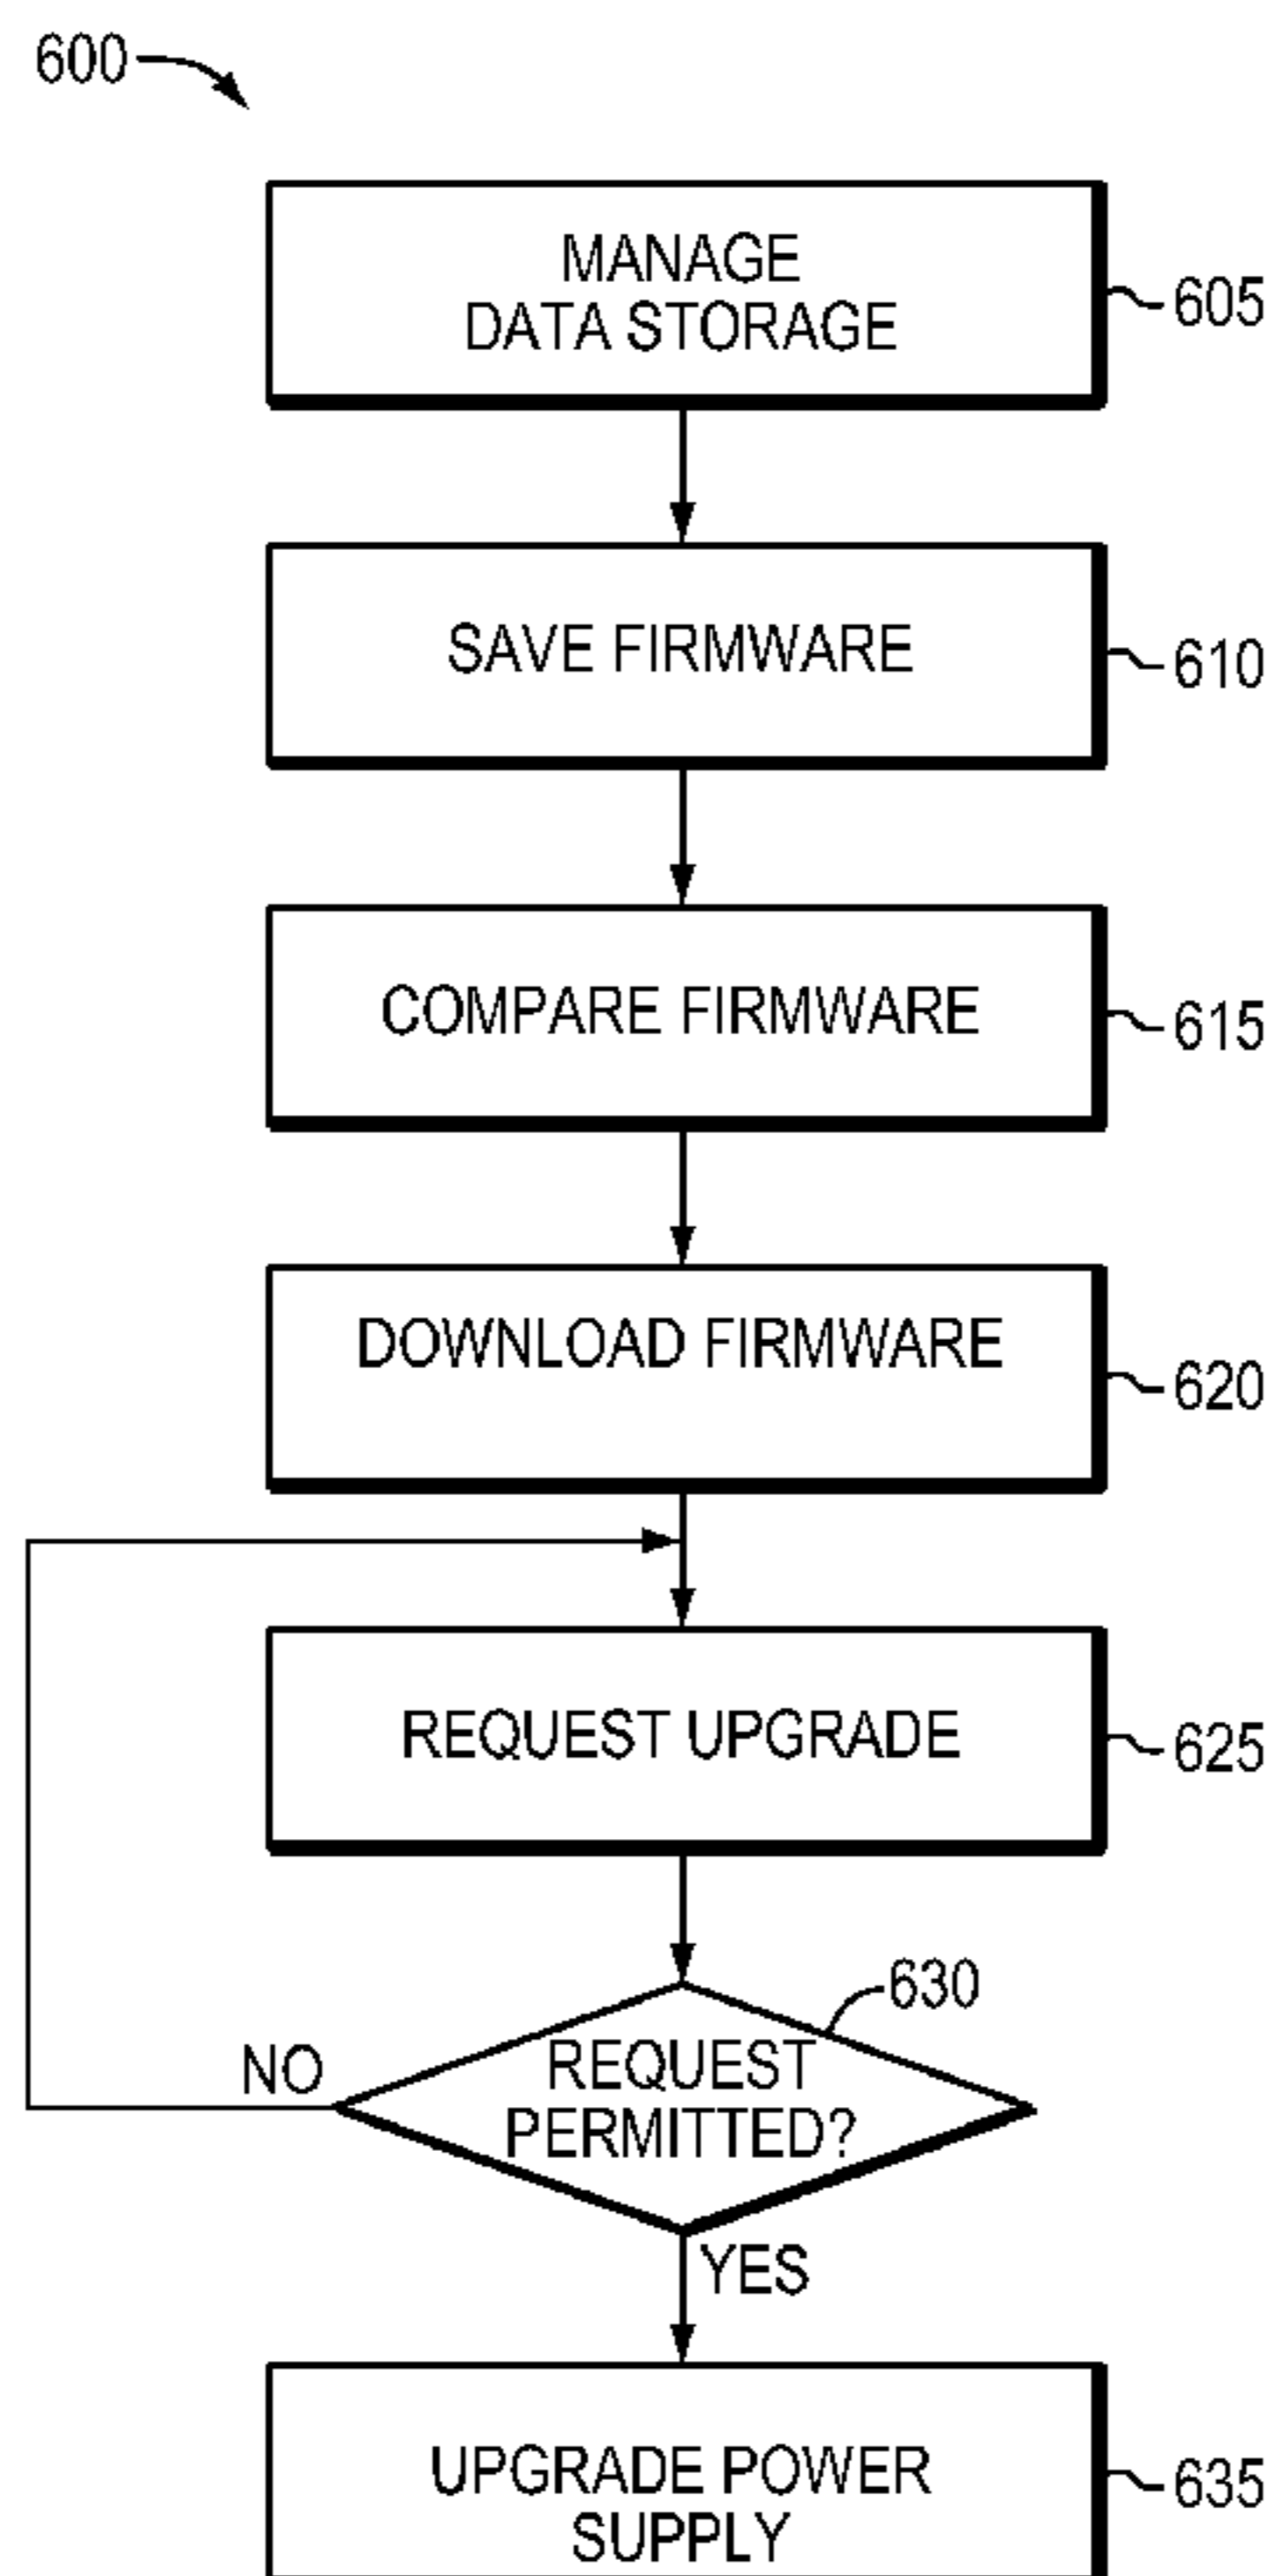 600
MANAGE
DATA STORAGE
605
SAVE FIRMWARE
610
COMPARE FIRMWARE
615
DOWNLOAD FIRMWARE
620
REQUEST UPGRADE
625
630
REQUEST
PERMITTED?
NO
YES
UPGRADE POWER
SUPPLY
635